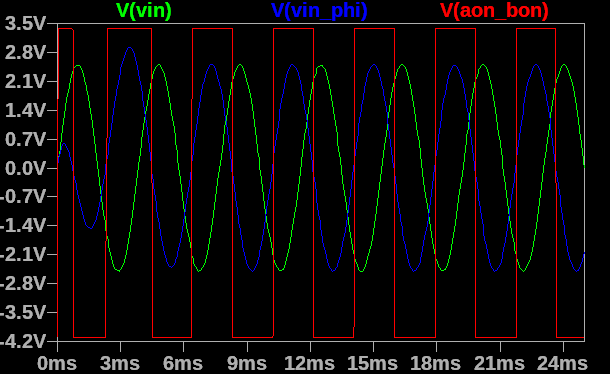 V(vin) V(vin_phi) V(aon_bon)
3.5V
2.8V
2.1V
1.4V
0.7V
0.0V
-0.7V
-1.4V
-2.1V
-2.8V
-3.5V
-4.2V
0ms 3ms 6ms 9ms 12ms 15ms 18ms 21ms 24ms